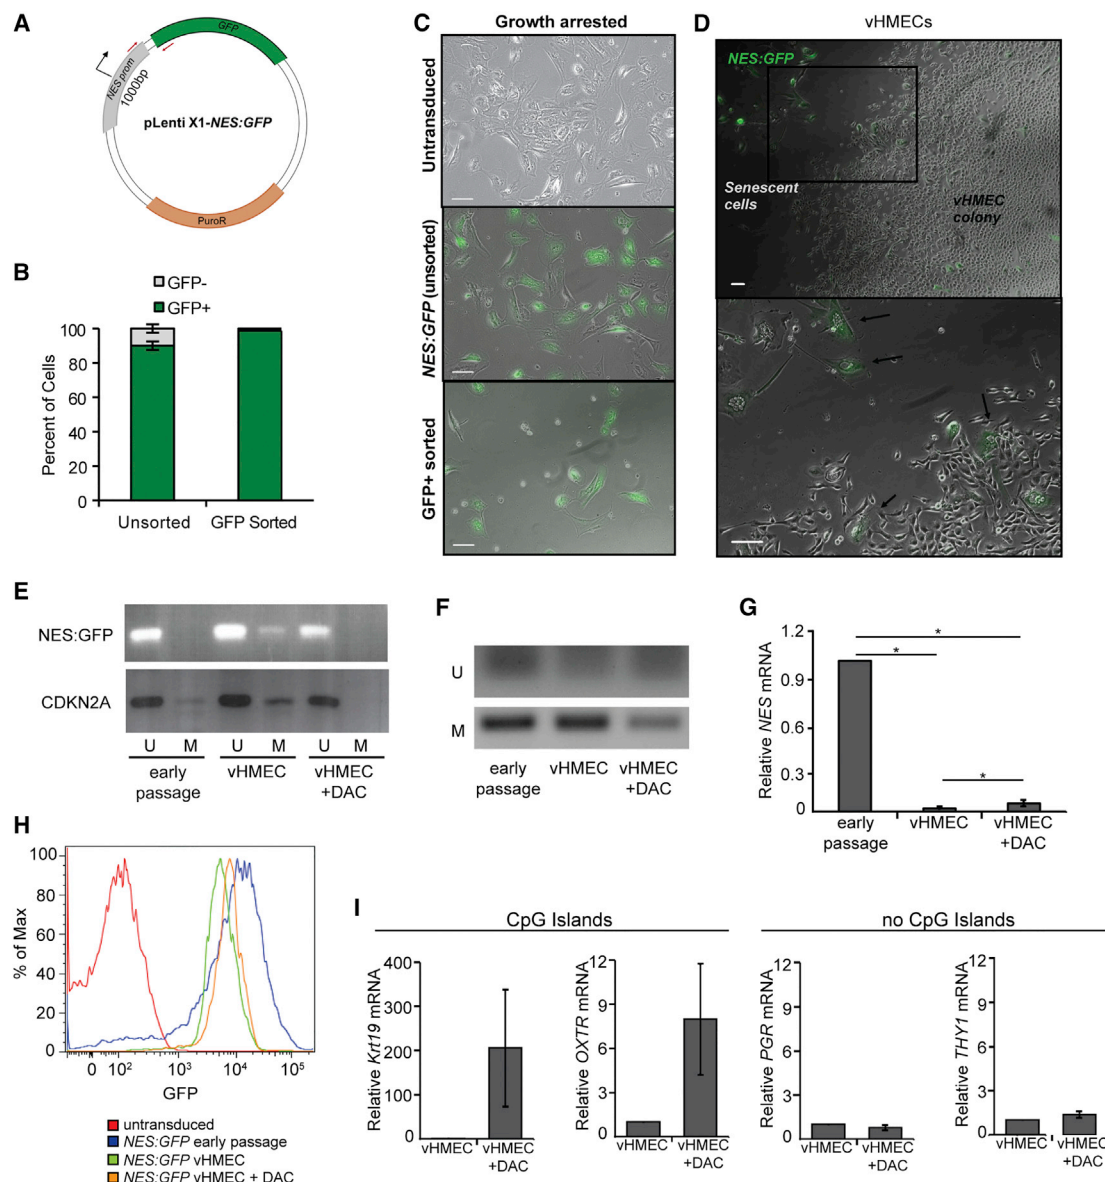 A
GFP
NES prom
1000bp
pLenti X1-NES:GFP
PuroR
B
GFP-
GFP+
Percent of Cells
100
80
60
40
20
0
Unsorted
GFP Sorted
C
Growth arrested
Untransduced
NES:GFP (unsorted)
GFP+ sorted
D
vHMECs
NES:GFP
Senescent
cells
vHMEC
colony
E
NES:GFP
CDKN2A
U M U M U M
early
passage
vHMEC
vHMEC
+DAC
F
U
M
early
passage
vHMEC
vHMEC
+DAC
G
Relative NES mRNA
1.2
0.9
0.6
0.3
0
*
*
*
early
passage
vHMEC
vHMEC
+DAC
H
% of Max
100
80
60
40
20
0
0 10² 10³ 10⁴ 10⁵
GFP
untransduced
NES:GFP early passage
NES:GFP vHMEC
NES:GFP vHMEC + DAC
I
CpG Islands
no CpG Islands
Relative Krt19 mRNA
400
300
200
100
0
vHMEC
vHMEC
+DAC
Relative OXTR mRNA
12
9
6
3
0
vHMEC
vHMEC
+DAC
Relative PGR mRNA
12
9
6
3
0
vHMEC
vHMEC
+DAC
Relative THY1 mRNA
12
9
6
3
0
vHMEC
vHMEC
+DAC